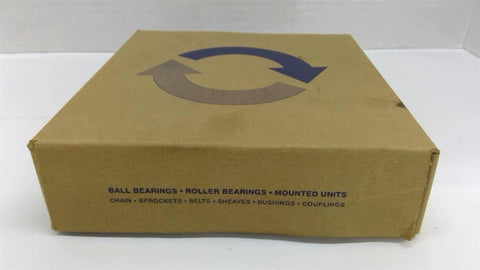 BALL BEARINGS • ROLLER BEARINGS • MOUNTED UNITS
CHAIN • SPROCKETS • BELTS • SHEAVES • BUSHINGS • COUPLINGS